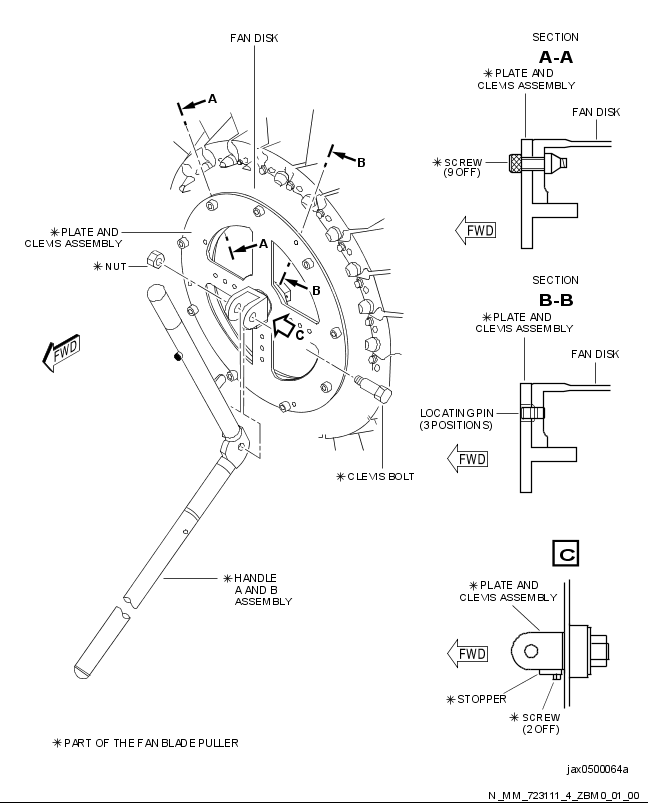 FAN DISK
A
B
✳ PLATE AND
CLEVIS ASSEMBLY
✳ NUT
A
B
C
FWD
✳ CLEVIS BOLT
✳ HANDLE
A AND B
ASSEMBLY
✳ PART OF THE FAN BLADE PULLER
SECTION
A-A
✳ PLATE AND
CLEVIS ASSEMBLY
FAN DISK
✳ SCREW
(9 OFF)
FWD
SECTION
B-B
✳ PLATE AND
CLEVIS ASSEMBLY
FAN DISK
LOCATING PIN
(3 POSITIONS)
FWD
C
✳ PLATE AND
CLEVIS ASSEMBLY
FWD
✳ STOPPER
✳ SCREW
(2 OFF)
jax0500064a
N_MM_723111_4_ZBM0_01_00